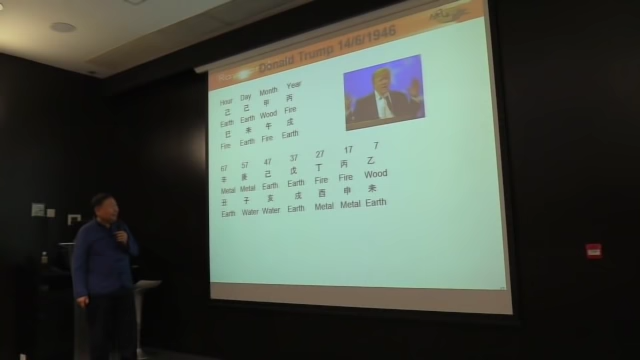 Donald Trump 14/6/1946
Hour Day Month Year
己 己 甲 丙
Earth Earth Wood Fire
巳 未 午 戌
Fire Earth Fire Earth
67 57 47 37 27 17 7
辛 庚 己 戊 丁 丙 乙
Metal Metal Earth Earth Fire Fire Wood
丑 子 亥 戌 酉 申 未
Earth Water Water Earth Metal Metal Earth